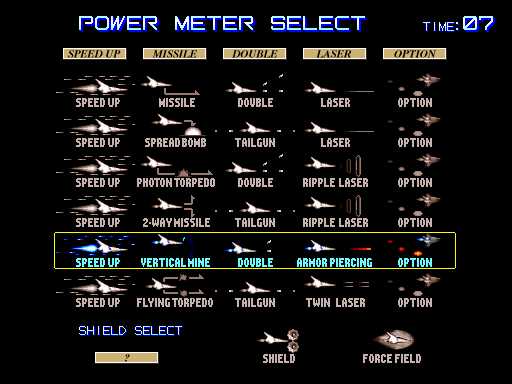 POWER METER SELECT TIME:07
SPEED UP MISSILE DOUBLE LASER OPTION
SPEED UP MISSILE DOUBLE LASER OPTION
SPEED UP SPREAD BOMB TAILGUN LASER OPTION
SPEED UP PHOTON TORPEDO DOUBLE RIPPLE LASER OPTION
SPEED UP 2-WAY MISSILE TAILGUN RIPPLE LASER OPTION
SPEED UP VERTICAL MINE DOUBLE ARMOR PIERCING OPTION
SPEED UP FLYING TORPEDO TAILGUN TWIN LASER OPTION
SHIELD SELECT
? SHIELD FORCE FIELD